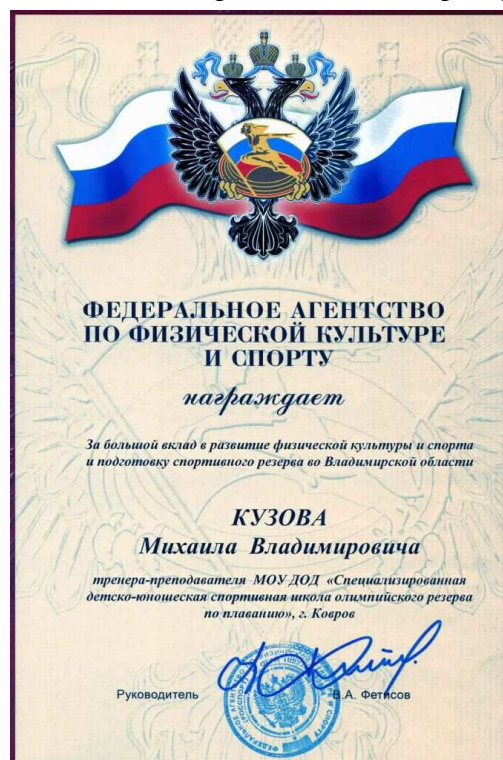 ФЕДЕРАЛЬНОЕ АГЕНТСТВО
ПО ФИЗИЧЕСКОЙ КУЛЬТУРЕ
И СПОРТУ
награждает
За большой вклад в развитие физической культуры и спорта
и подготовку спортивного резерва во Владимирской области
КУЗОВА
Михаила Владимировича
тренера-преподавателя МОУ ДОД «Специализированная
детско-юношеская спортивная школа олимпийского резерва
по плаванию», г. Ковров
Руководитель В.А. Фетисов